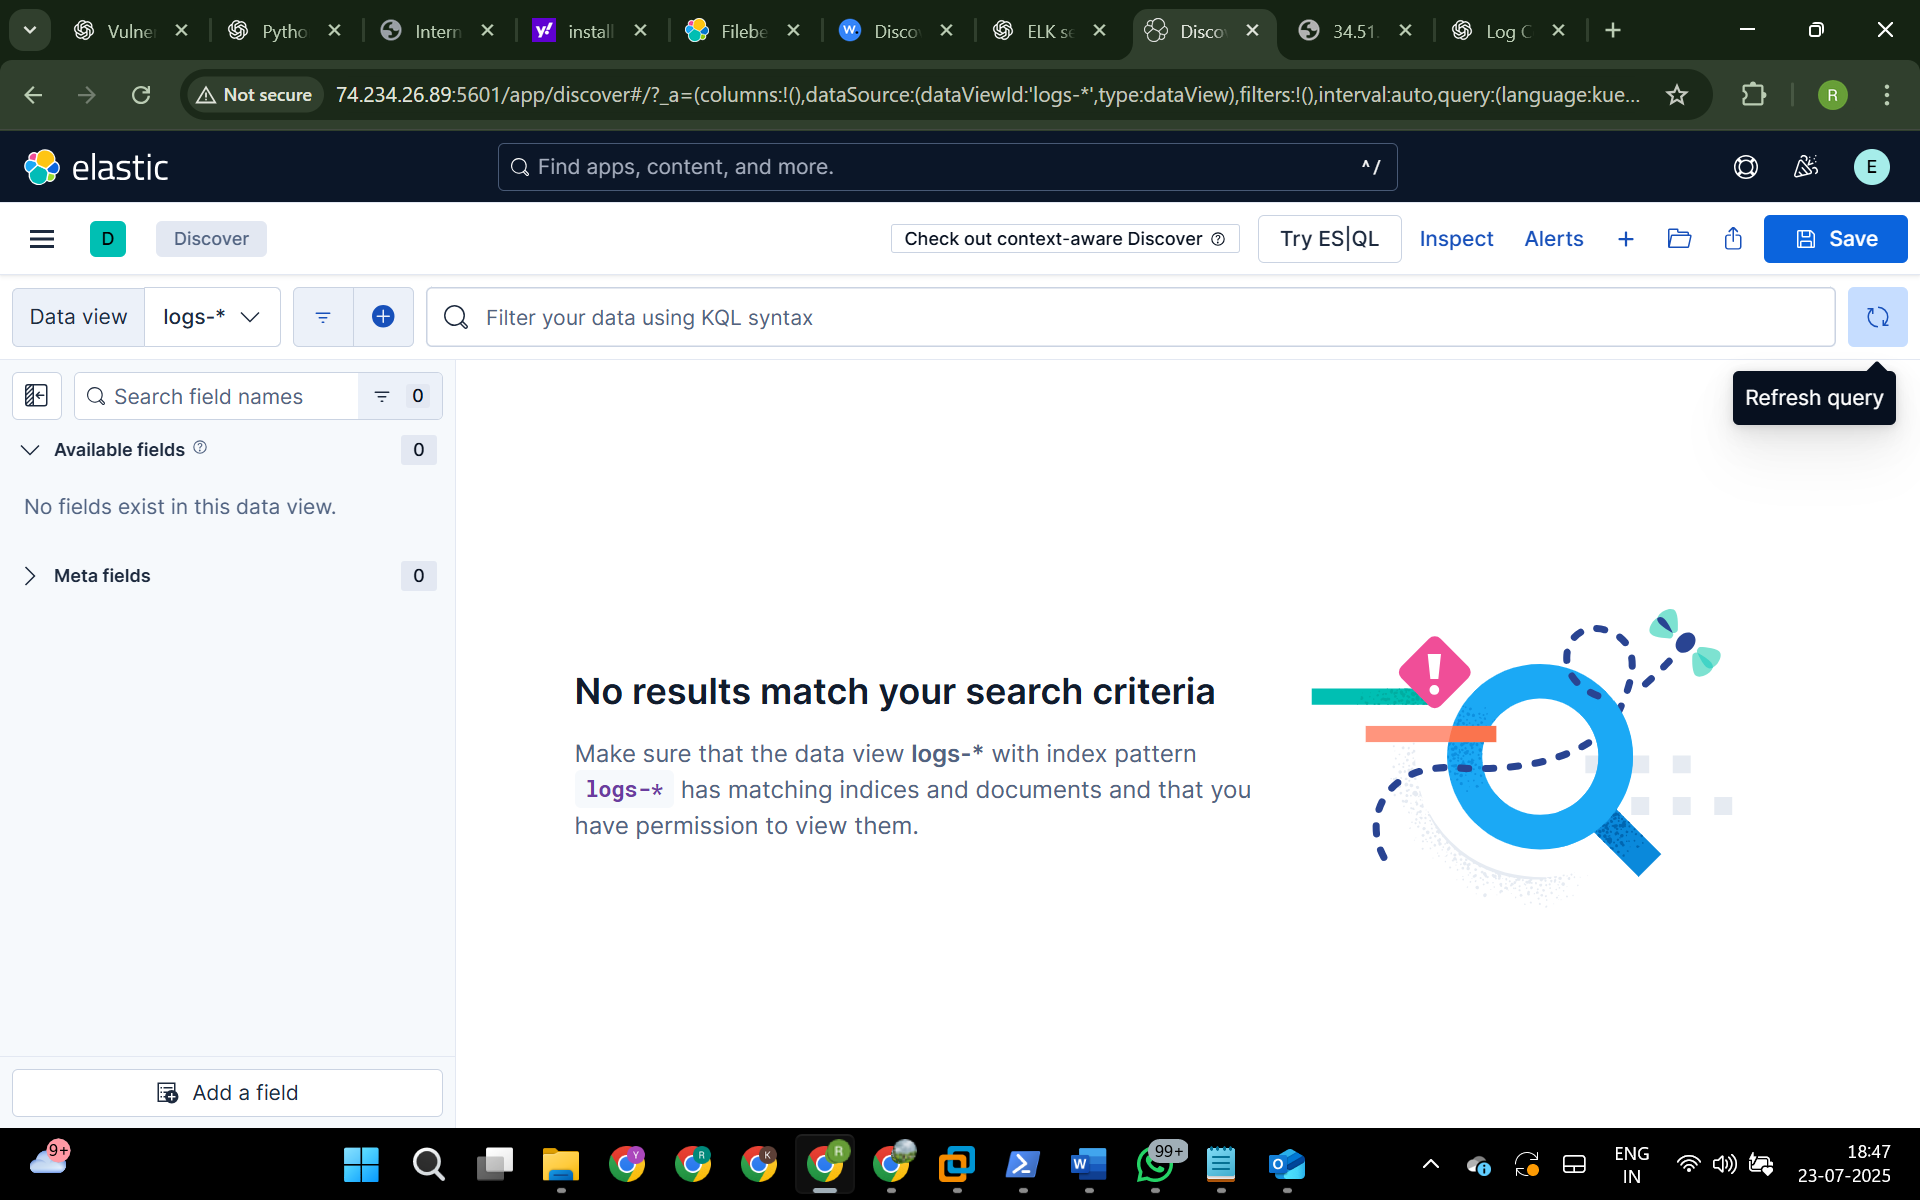 Vulner
Pytho
Intern
install
Filebe
Discov
ELK se
Discov
34.51.
Log C
Not secure
74.234.26.89:5601/app/discover#/?_a=(columns:!(),dataSource:(dataViewId:'logs-*',type:dataView),filters:!(),interval:auto,query:(language:kue...
R
elastic
Find apps, content, and more.
^ /
E
D
Discover
Check out context-aware Discover
Try ES|QL
Inspect
Alerts
Save
Data view
logs-*
Filter your data using KQL syntax
Refresh query
Search field names
0
Available fields
0
No fields exist in this data view.
Meta fields
0
No results match your search criteria
Make sure that the data view logs-* with index pattern
logs-* has matching indices and documents and that you
have permission to view them.
Add a field
9+
Y
R
K
R
99+
ENG
IN
18:47
23-07-2025